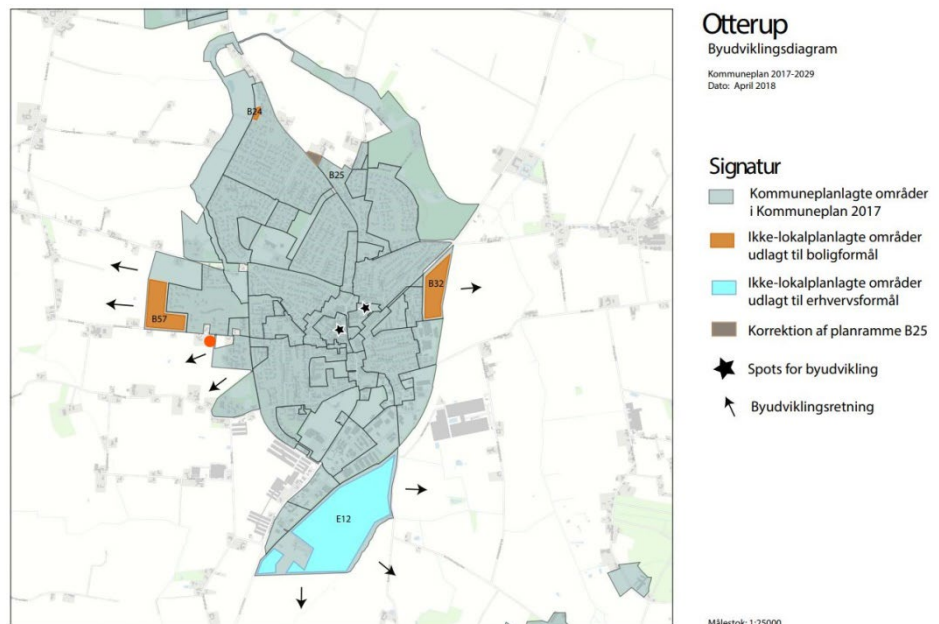 Otterup
Byudviklingsdiagram
Kommuneplan 2017-2029
Dato: April 2018
Signatur
Kommuneplanlagte områder
i Kommuneplan 2017
Ikke-lokalplanlagte områder
udlagt til boligformål
Ikke-lokalplanlagte områder
udlagt til erhvervsformål
Korrektion af planramme B25
Spots for byudvikling
Byudviklingsretning
Målestok: 1:25000
B24
B25
B32
B57
E12